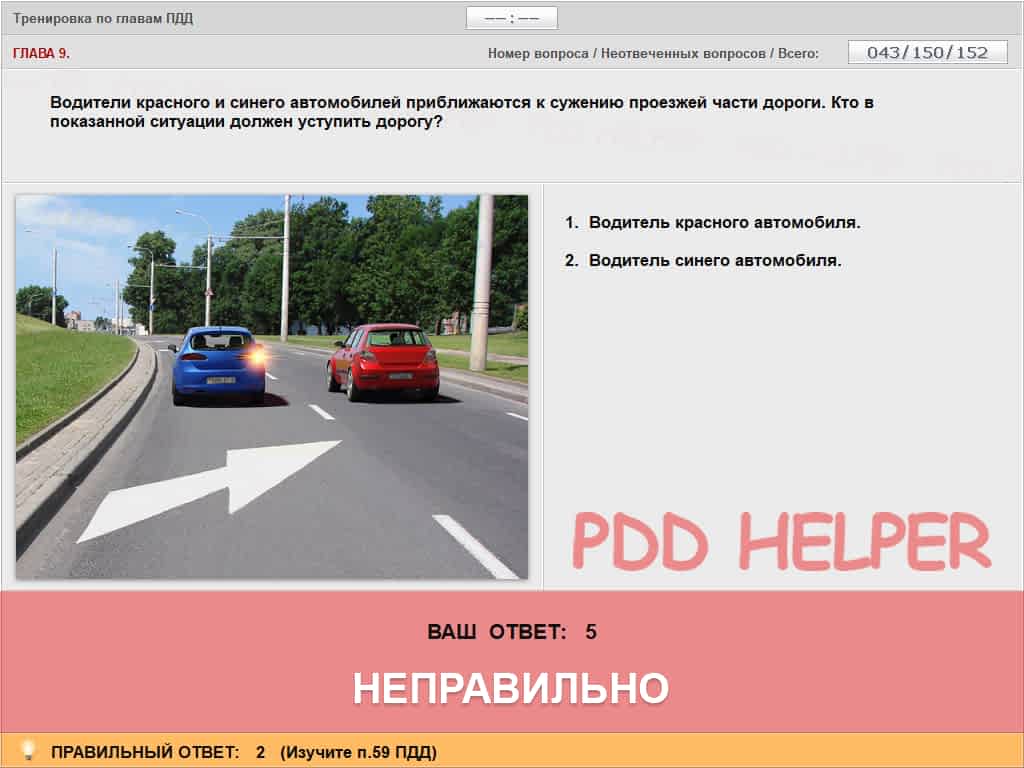 Тренировка по главам ПДД
—— : ——
ГЛАВА 9.
Номер вопроса / Неотвеченных вопросов / Всего:
043/150/152
Водители красного и синего автомобилей приближаются к сужению проезжей части дороги. Кто в
показанной ситуации должен уступить дорогу?
1. Водитель красного автомобиля.
2. Водитель синего автомобиля.
PDD HELPER
ВАШ ОТВЕТ: 5
НЕПРАВИЛЬНО
ПРАВИЛЬНЫЙ ОТВЕТ: 2 (Изучите п.59 ПДД)